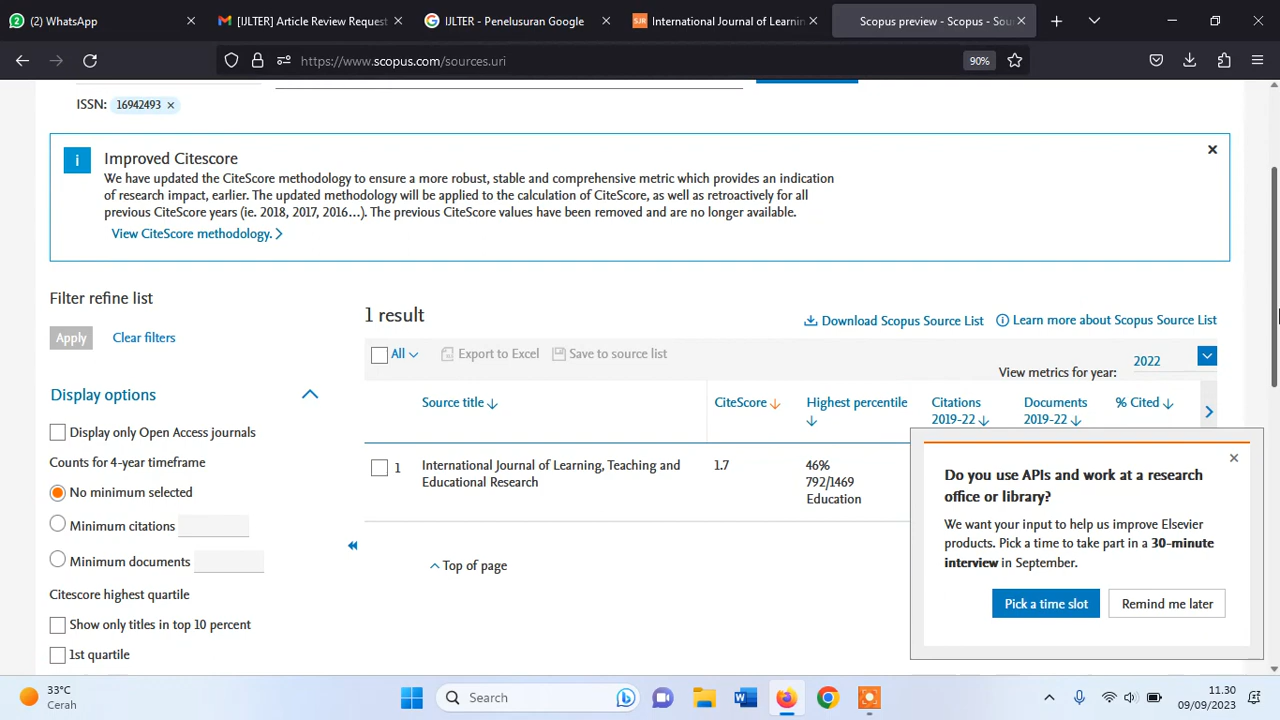 (2) WhatsApp
[IJLTER] Article Review Request
IJLTER - Penelusuran Google
International Journal of Learnin
Scopus preview - Scopus - Sou
https://www.scopus.com/sources.uri
90%
ISSN: 16942493
Improved Citescore
We have updated the CiteScore methodology to ensure a more robust, stable and comprehensive metric which provides an indication
of research impact, earlier. The updated methodology will be applied to the calculation of CiteScore, as well as retroactively for all
previous CiteScore years (ie. 2018, 2017, 2016...). The previous CiteScore values have been removed and are no longer available.
View CiteScore methodology.
Filter refine list
Apply Clear filters
Display options
Display only Open Access journals
Counts for 4-year timeframe
No minimum selected
Minimum citations
Minimum documents
Citescore highest quartile
Show only titles in top 10 percent
1st quartile
1 result
Download Scopus Source List Learn more about Scopus Source List
All Export to Excel Save to source list
View metrics for year: 2022
Source title CiteScore Highest percentile Citations 2019-22 Documents 2019-22 % Cited
1 International Journal of Learning, Teaching and Educational Research
1.7
46%
792/1469
Education
Top of page
Do you use APIs and work at a research
office or library?
We want your input to help us improve Elsevier
products. Pick a time to take part in a 30-minute
interview in September.
Pick a time slot Remind me later
33°C
Cerah
Search
11.30
09/09/2023